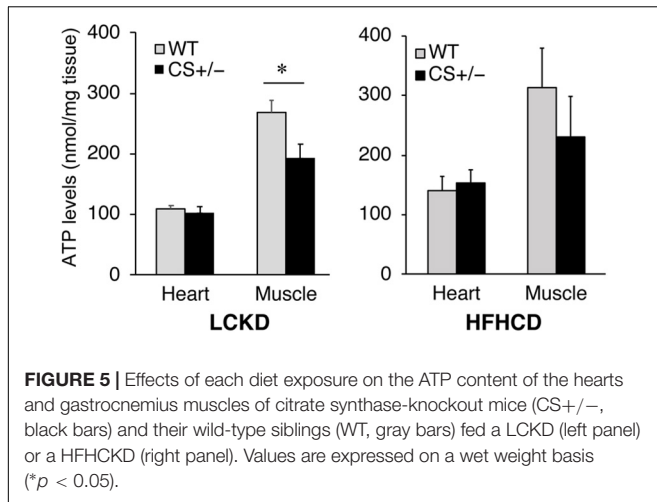 400
WT
CS+/−
*
300
200
100
0
ATP levels (nmol/mg tissue)
Heart Muscle
LCKD
400
WT
CS+/−
300
200
100
0
Heart Muscle
HFHCD
FIGURE 5 | Effects of each diet exposure on the ATP content of the hearts
and gastrocnemius muscles of citrate synthase-knockout mice (CS+/−,
black bars) and their wild-type siblings (WT, gray bars) fed a LCKD (left panel)
or a HFHCKD (right panel). Values are expressed on a wet weight basis
(*p < 0.05).